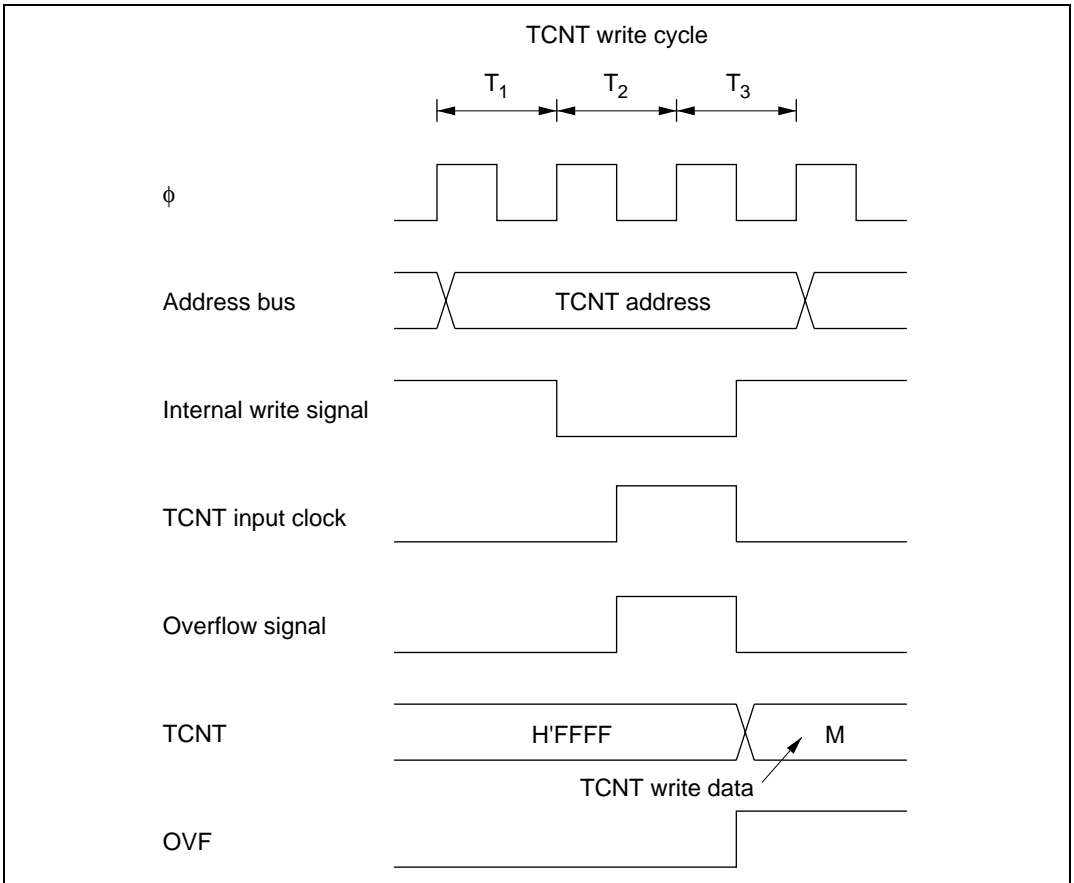 TCNT write cycle
T1 T2 T3
φ
Address bus TCNT address
Internal write signal
TCNT input clock
Overflow signal
TCNT H'FFFF M
TCNT write data
OVF